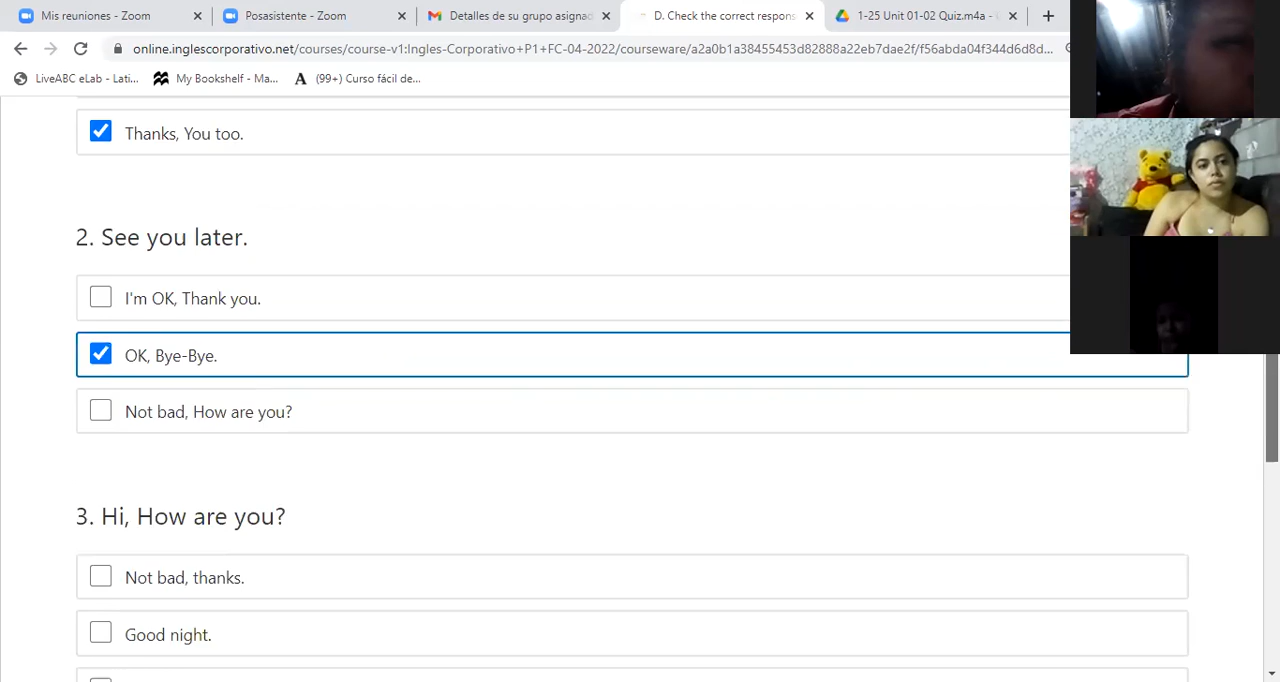 Mis reuniones - Zoom
Posasistente - Zoom
Detalles de su grupo asignad
D. Check the correct respons
1-25 Unit 01-02 Quiz.m4a -
online.inglescorporativo.net/courses/course-v1:Ingles-Corporativo+P1+FC-04-2022/courseware/a2a0b1a38455453d82888a22eb7dae2f/f56abda04f344d6d8d...
LiveABC eLab - Lati...
My Bookshelf - Ma...
(99+) Curso fácil de...
Thanks, You too.
2. See you later.
I'm OK, Thank you.
OK, Bye-Bye.
Not bad, How are you?
3. Hi, How are you?
Not bad, thanks.
Good night.